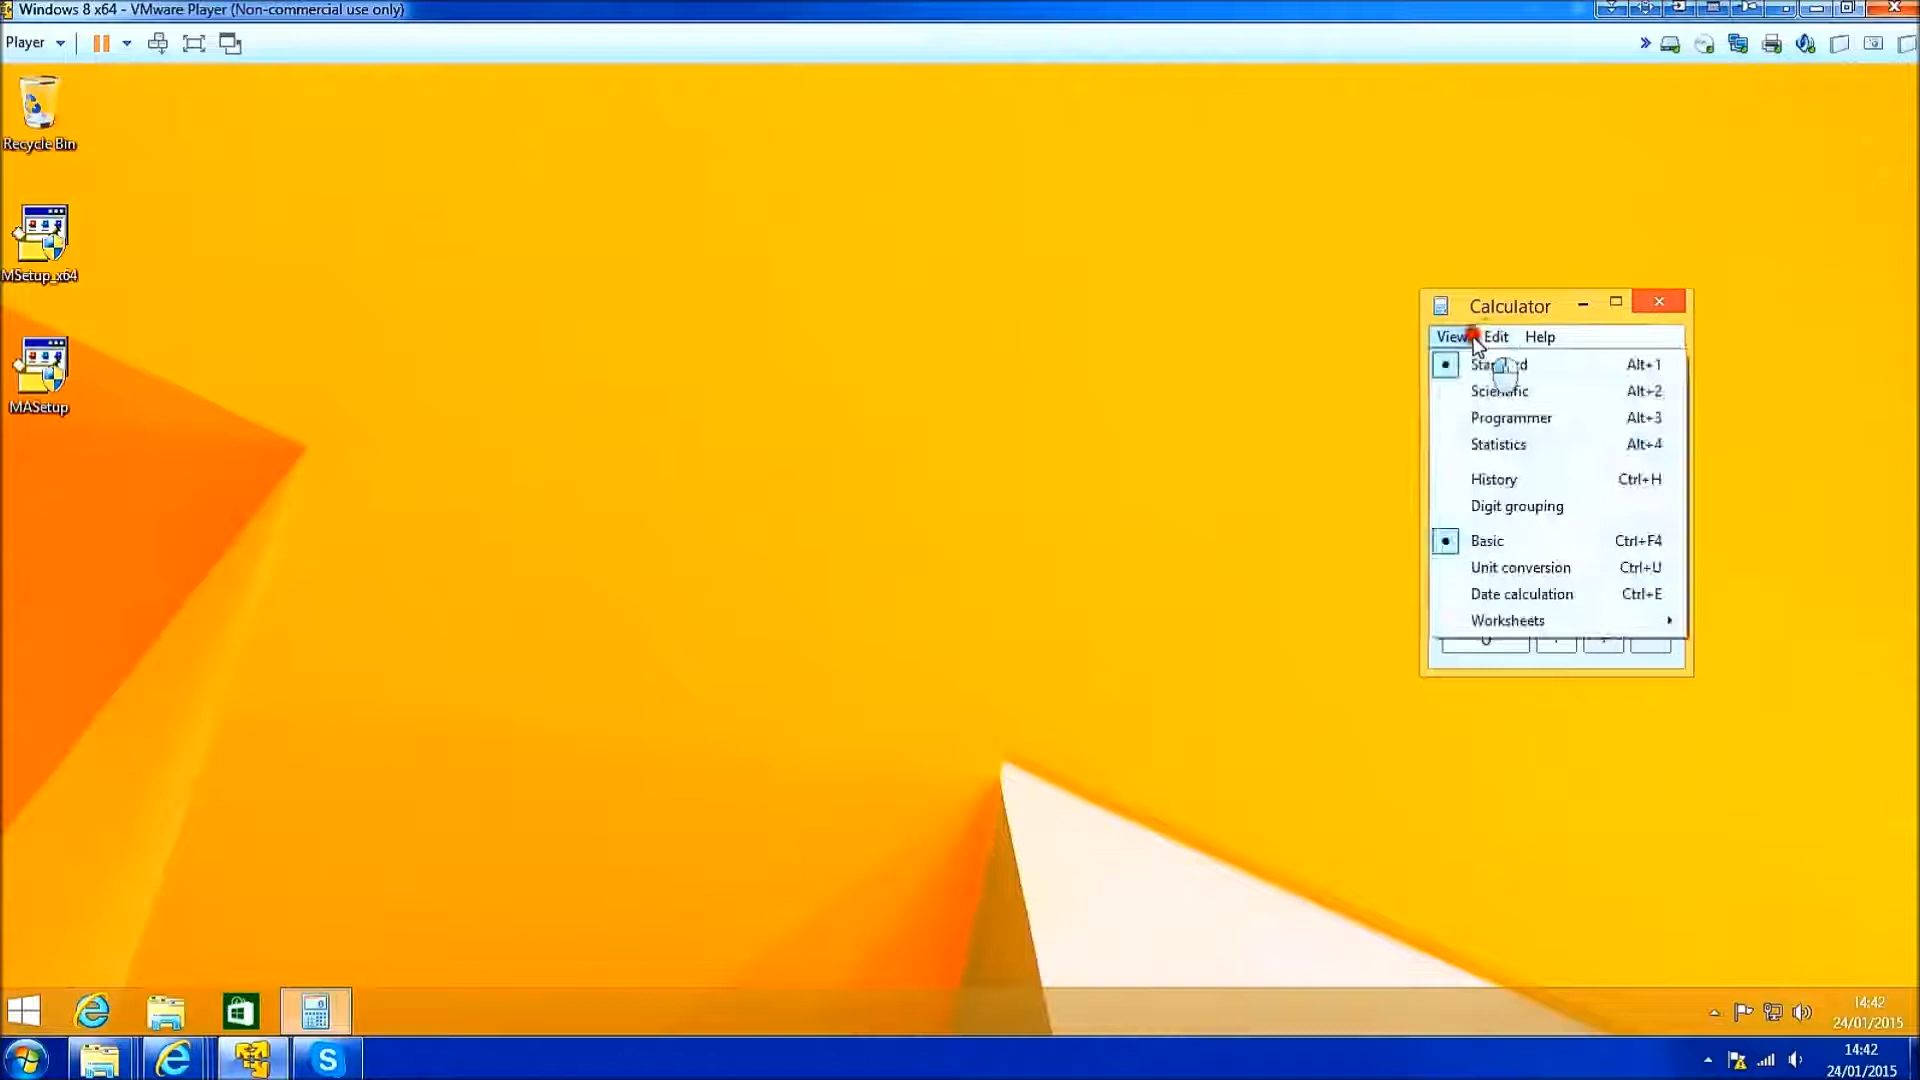 Windows 8 x64 - VMware Player (Non-commercial use only)
Player
Recycle Bin
MSetup_x64
MASetup
Calculator
View Edit Help
Standard Alt+1
Scientific Alt+2
Programmer Alt+3
Statistics Alt+4
History Ctrl+H
Digit grouping
Basic Ctrl+F4
Unit conversion Ctrl+U
Date calculation Ctrl+E
Worksheets
14:42
24/01/2015
14:42
24/01/2015